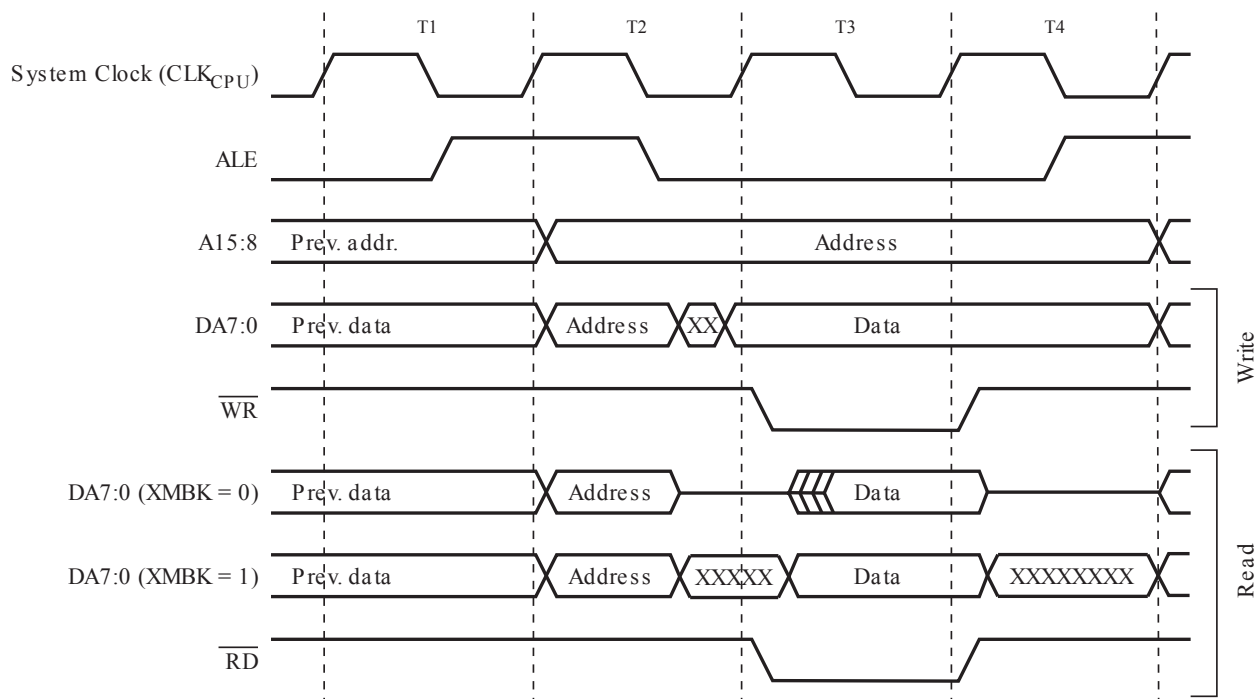 T1 T2 T3 T4
System Clock (CLKCPU)
ALE
A15:8 Prev. addr. Address
DA7:0 Prev. data Address XX Data
WR
Write
DA7:0 (XMBK = 0) Prev. data Address Data
DA7:0 (XMBK = 1) Prev. data Address XXXXX Data XXXXXXXX
RD
Read